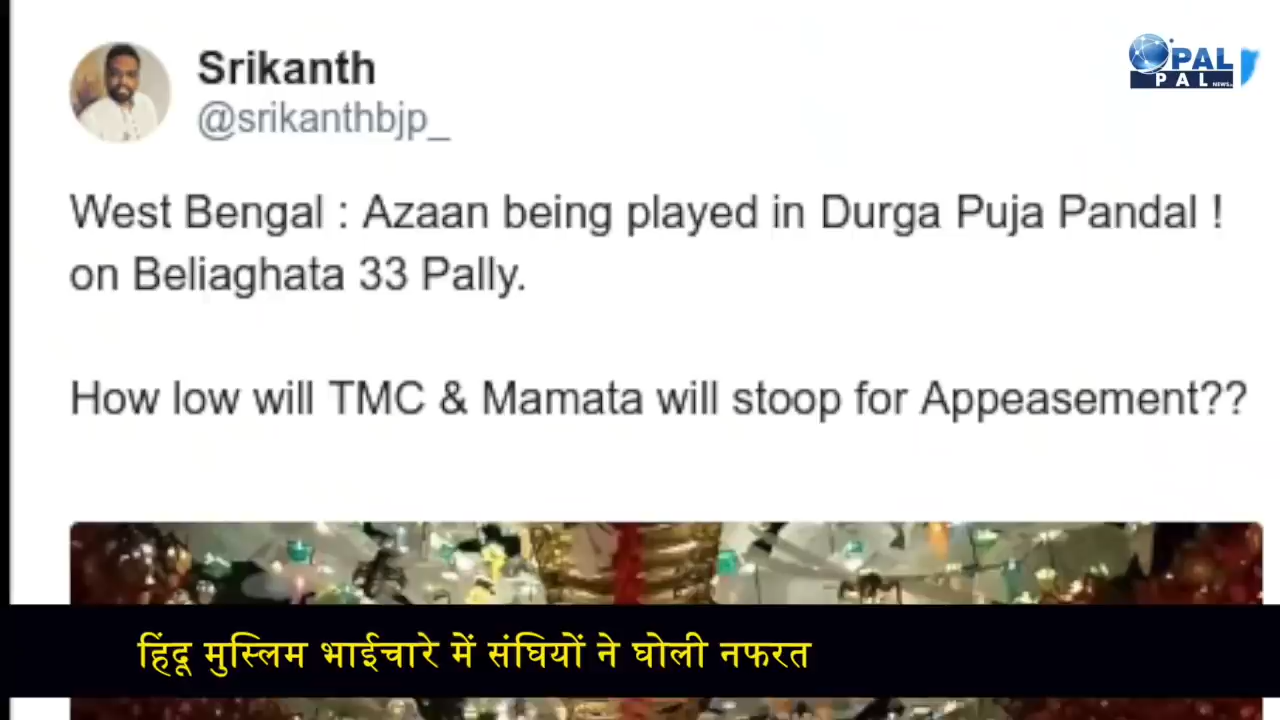 Srikanth
@srikanthbjp_
PAL
PAL NEWS
West Bengal : Azaan being played in Durga Puja Pandal !
on Beliaghata 33 Pally.
How low will TMC & Mamata will stoop for Appeasement??
हिंदू मुस्लिम भाईचारे में संघियों ने घोली नफरत